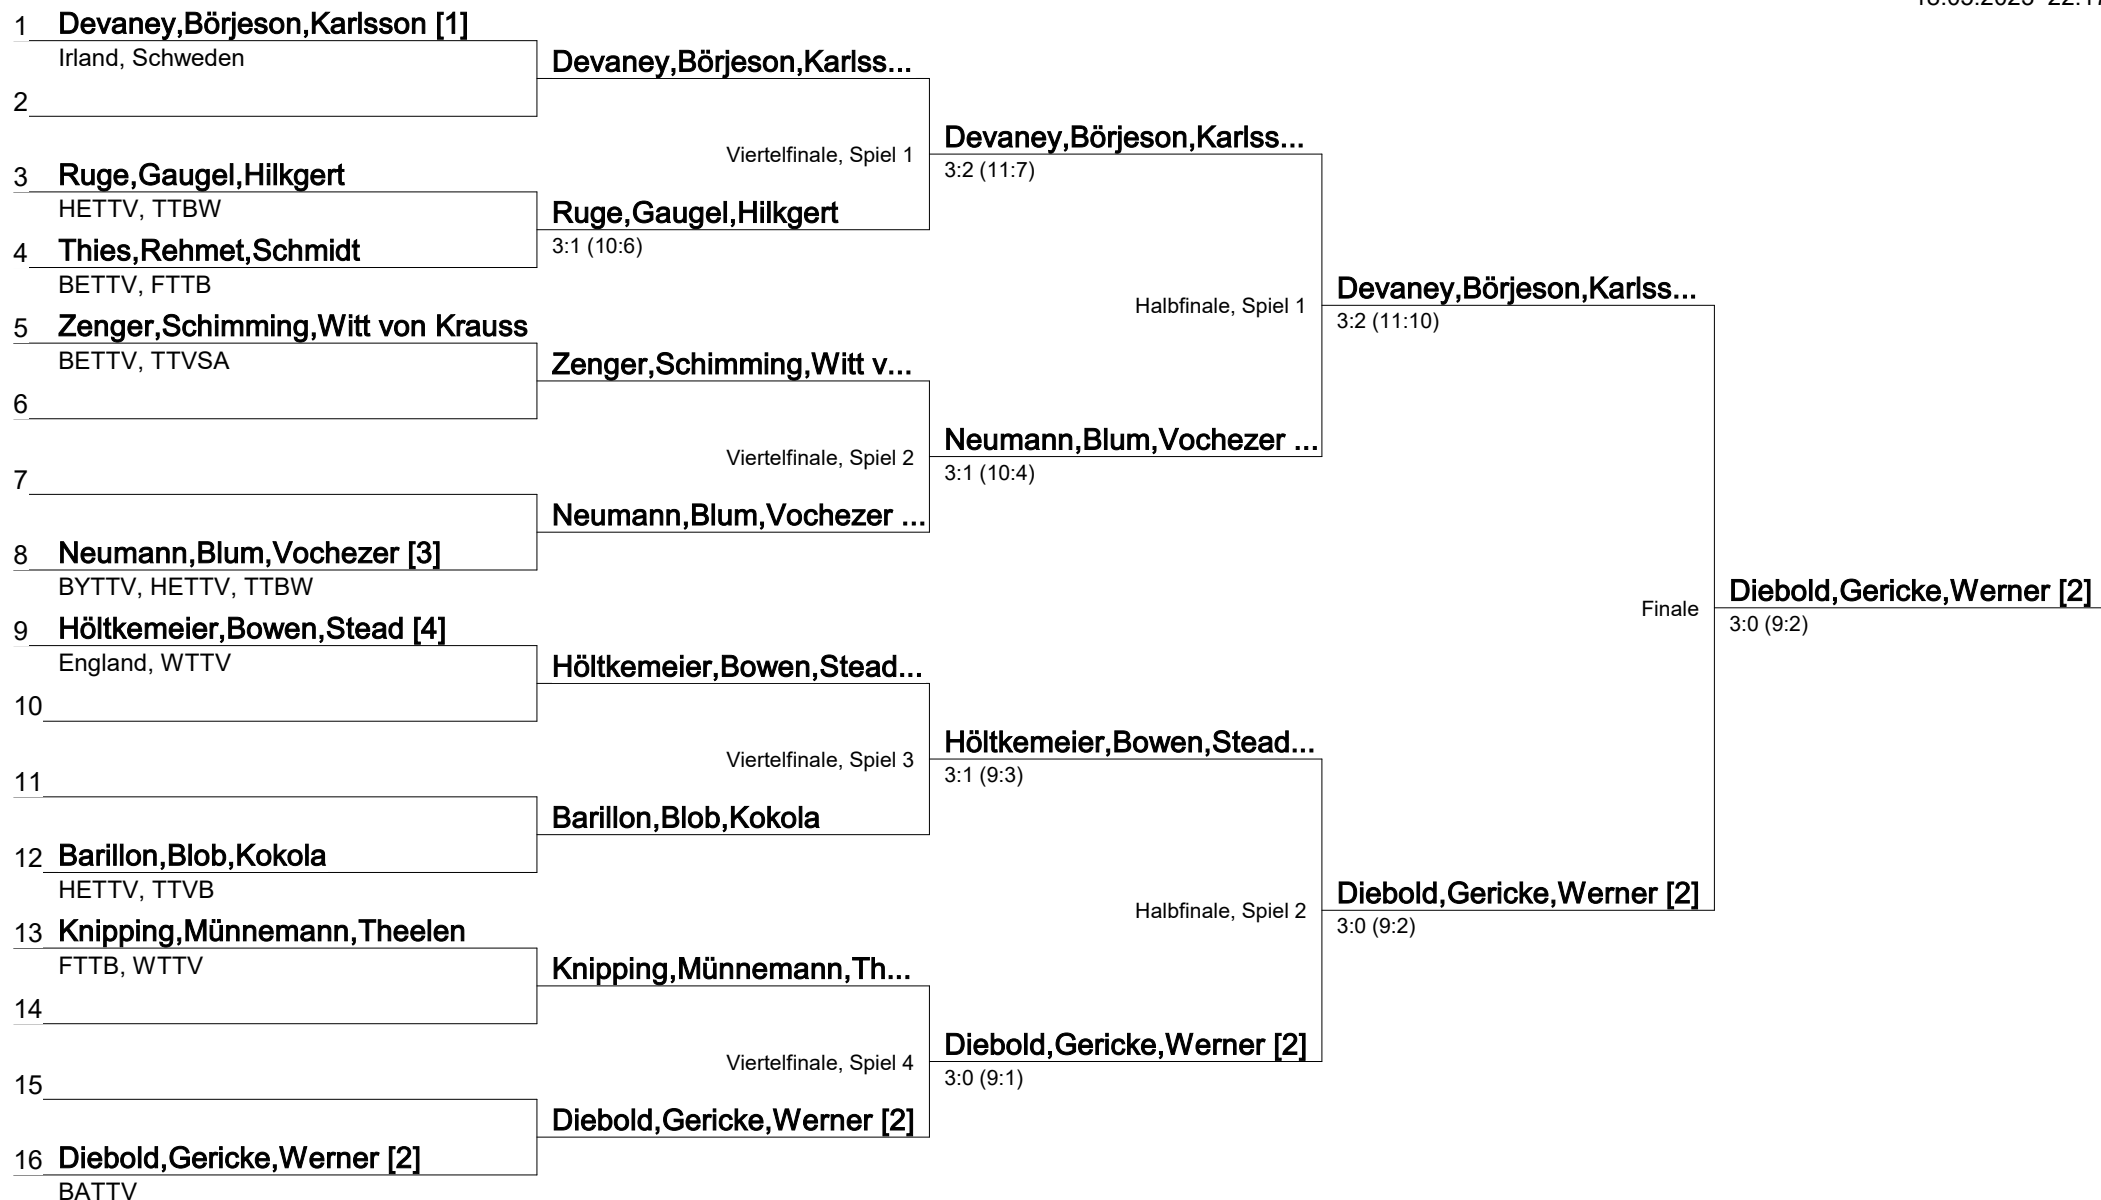 1 Devaney,Börjeson,Karlsson [1]
Irland, Schweden
Devaney,Börjeson,Karlss...
2
Viertelfinale, Spiel 1
Devaney,Börjeson,Karlss...
3:2 (11:7)
3 Ruge,Gaugel,Hilkgert
HETTV, TTBW
Ruge,Gaugel,Hilkgert
3:1 (10:6)
4 Thies,Rehmet,Schmidt
BETTV, FTTB
Halbfinale, Spiel 1
Devaney,Börjeson,Karlss...
3:2 (11:10)
5 Zenger,Schimming,Witt von Krauss
BETTV, TTVSA
Zenger,Schimming,Witt v...
6
Viertelfinale, Spiel 2
Neumann,Blum,Vochezer ...
3:1 (10:4)
7
Neumann,Blum,Vochezer ...
8 Neumann,Blum,Vochezer [3]
BYTTV, HETTV, TTBW
Finale
Diebold,Gericke,Werner [2]
3:0 (9:2)
9 Höltkemeier,Bowen,Stead [4]
England, WTTV
Höltkemeier,Bowen,Stead...
10
Viertelfinale, Spiel 3
Höltkemeier,Bowen,Stead...
3:1 (9:3)
11
Barillon,Blob,Kokola
12 Barillon,Blob,Kokola
HETTV, TTVB
Halbfinale, Spiel 2
Diebold,Gericke,Werner [2]
3:0 (9:2)
13 Knipping,Münnemann,Theelen
FTTB, WTTV
Knipping,Münnemann,Th...
14
Viertelfinale, Spiel 4
Diebold,Gericke,Werner [2]
3:0 (9:1)
15
Diebold,Gericke,Werner [2]
16 Diebold,Gericke,Werner [2]
BATTV